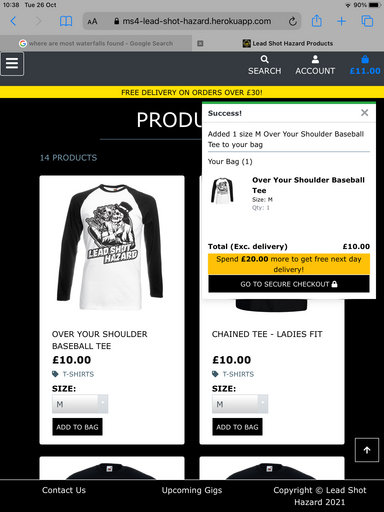 10:38 Tue 26 Oct
90%
AA
ms4-lead-shot-hazard.herokuapp.com
where are most waterfalls found - Google Search
Lead Shot Hazard Products
SEARCH
ACCOUNT
£11.00
FREE DELIVERY ON ORDERS OVER £30!
PRODU
Success!
Added 1 size M Over Your Shoulder Baseball
Tee to your bag
Your Bag (1)
Over Your Shoulder Baseball
Tee
Size: M
Qty: 1
Total (Exc. delivery) £10.00
Spend £20.00 more to get free next day
delivery!
GO TO SECURE CHECKOUT
14 PRODUCTS
LEAD SHOT
HAZARD
OVER YOUR SHOULDER
BASEBALL TEE
£10.00
T-SHIRTS
SIZE:
M
ADD TO BAG
CHAINED TEE - LADIES FIT
£10.00
T-SHIRTS
SIZE:
M
ADD TO BAG
Contact Us
Upcoming Gigs
Copyright © Lead Shot
Hazard 2021